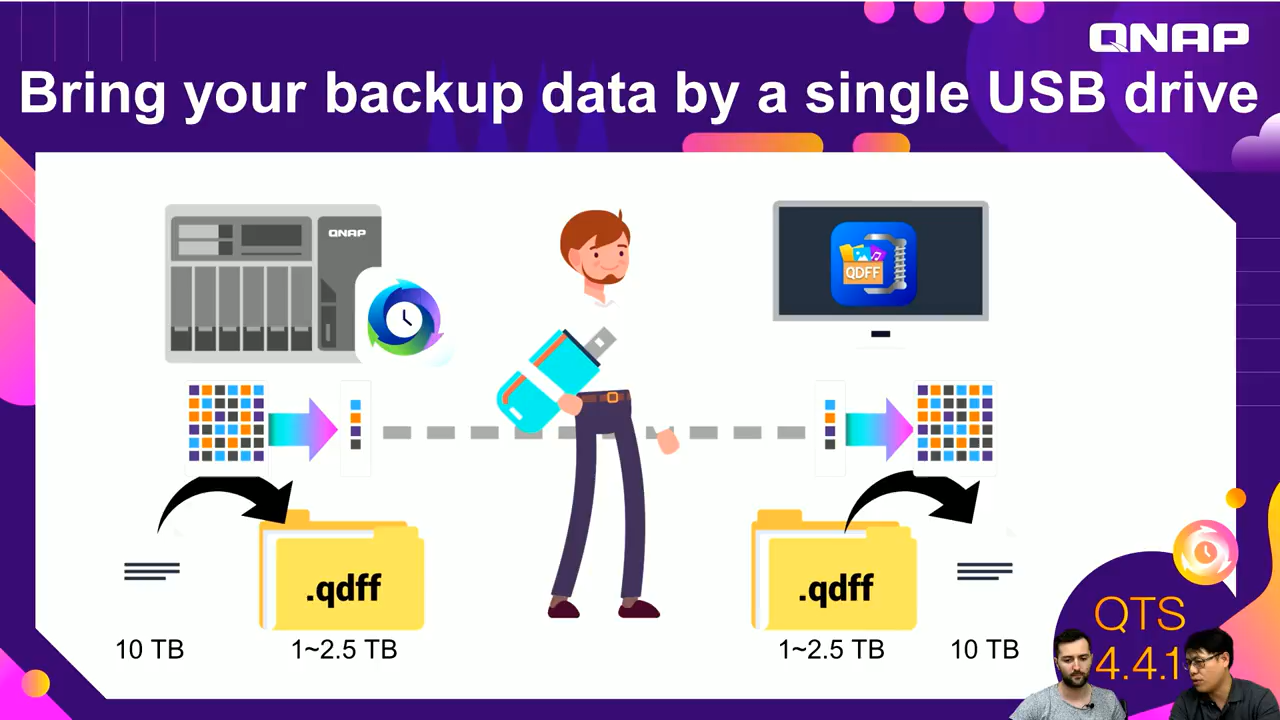 QNAP
Bring your backup data by a single USB drive
QNAP
QDFF
.qdff
.qdff
10 TB
1~2.5 TB
1~2.5 TB
10 TB
QTS
4.4.1